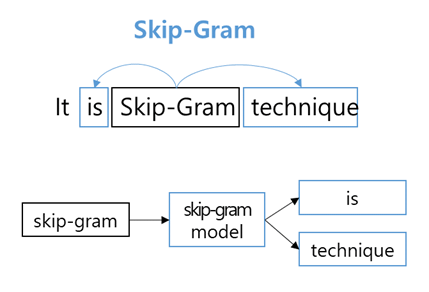 Skip-Gram
It is Skip-Gram technique
skip-gram
skip-gram
model
is
technique